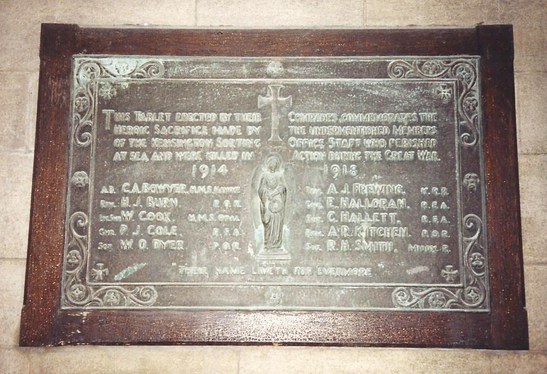 THIS TABLET ERECTED BY THEIR COMRADES, COMMEMORATES THE
HEROIC SACRIFICE MADE BY THE UNDERMENTIONED MEMBERS
OF THE KENSINGTON SORTING OFFICE STAFF WHO PERISHED
AT SEA AND WERE KILLED IN ACTION DURING THE GREAT WAR.
1914 1918
A.B. C.A. BOWYER, H.M.S.
H.J. BURN,
W. COOK, H.M.S.
P.J. COLE,
SGT. W.O. DYER,
A.J. PREWING,
E. HALLORAN, R.G.A.
C. HALLETT, R.G.A.
A.R. KITCHEN, R.G.A.
R.H. SMITH,
THEIR NAME LIVETH FOR EVERMORE